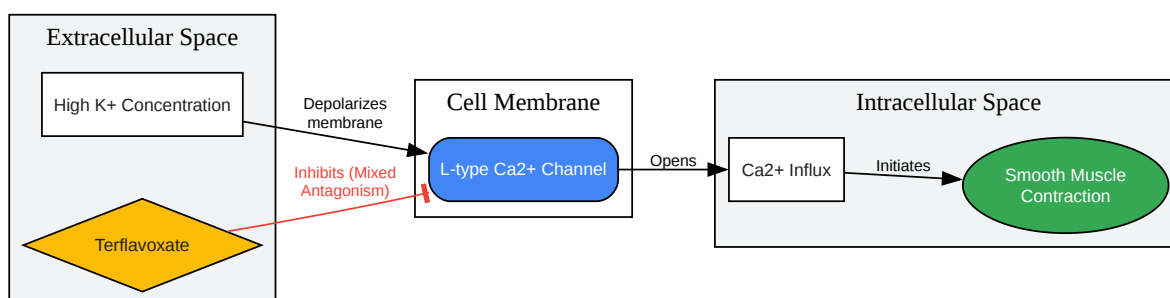 Extracellular Space
High K+ Concentration
Terflavoxate
Depolarizes
membrane
Inhibits (Mixed
Antagonism)
Cell Membrane
L-type Ca2+ Channel
Opens
Intracellular Space
Ca2+ Influx
Initiates
Smooth Muscle
Contraction